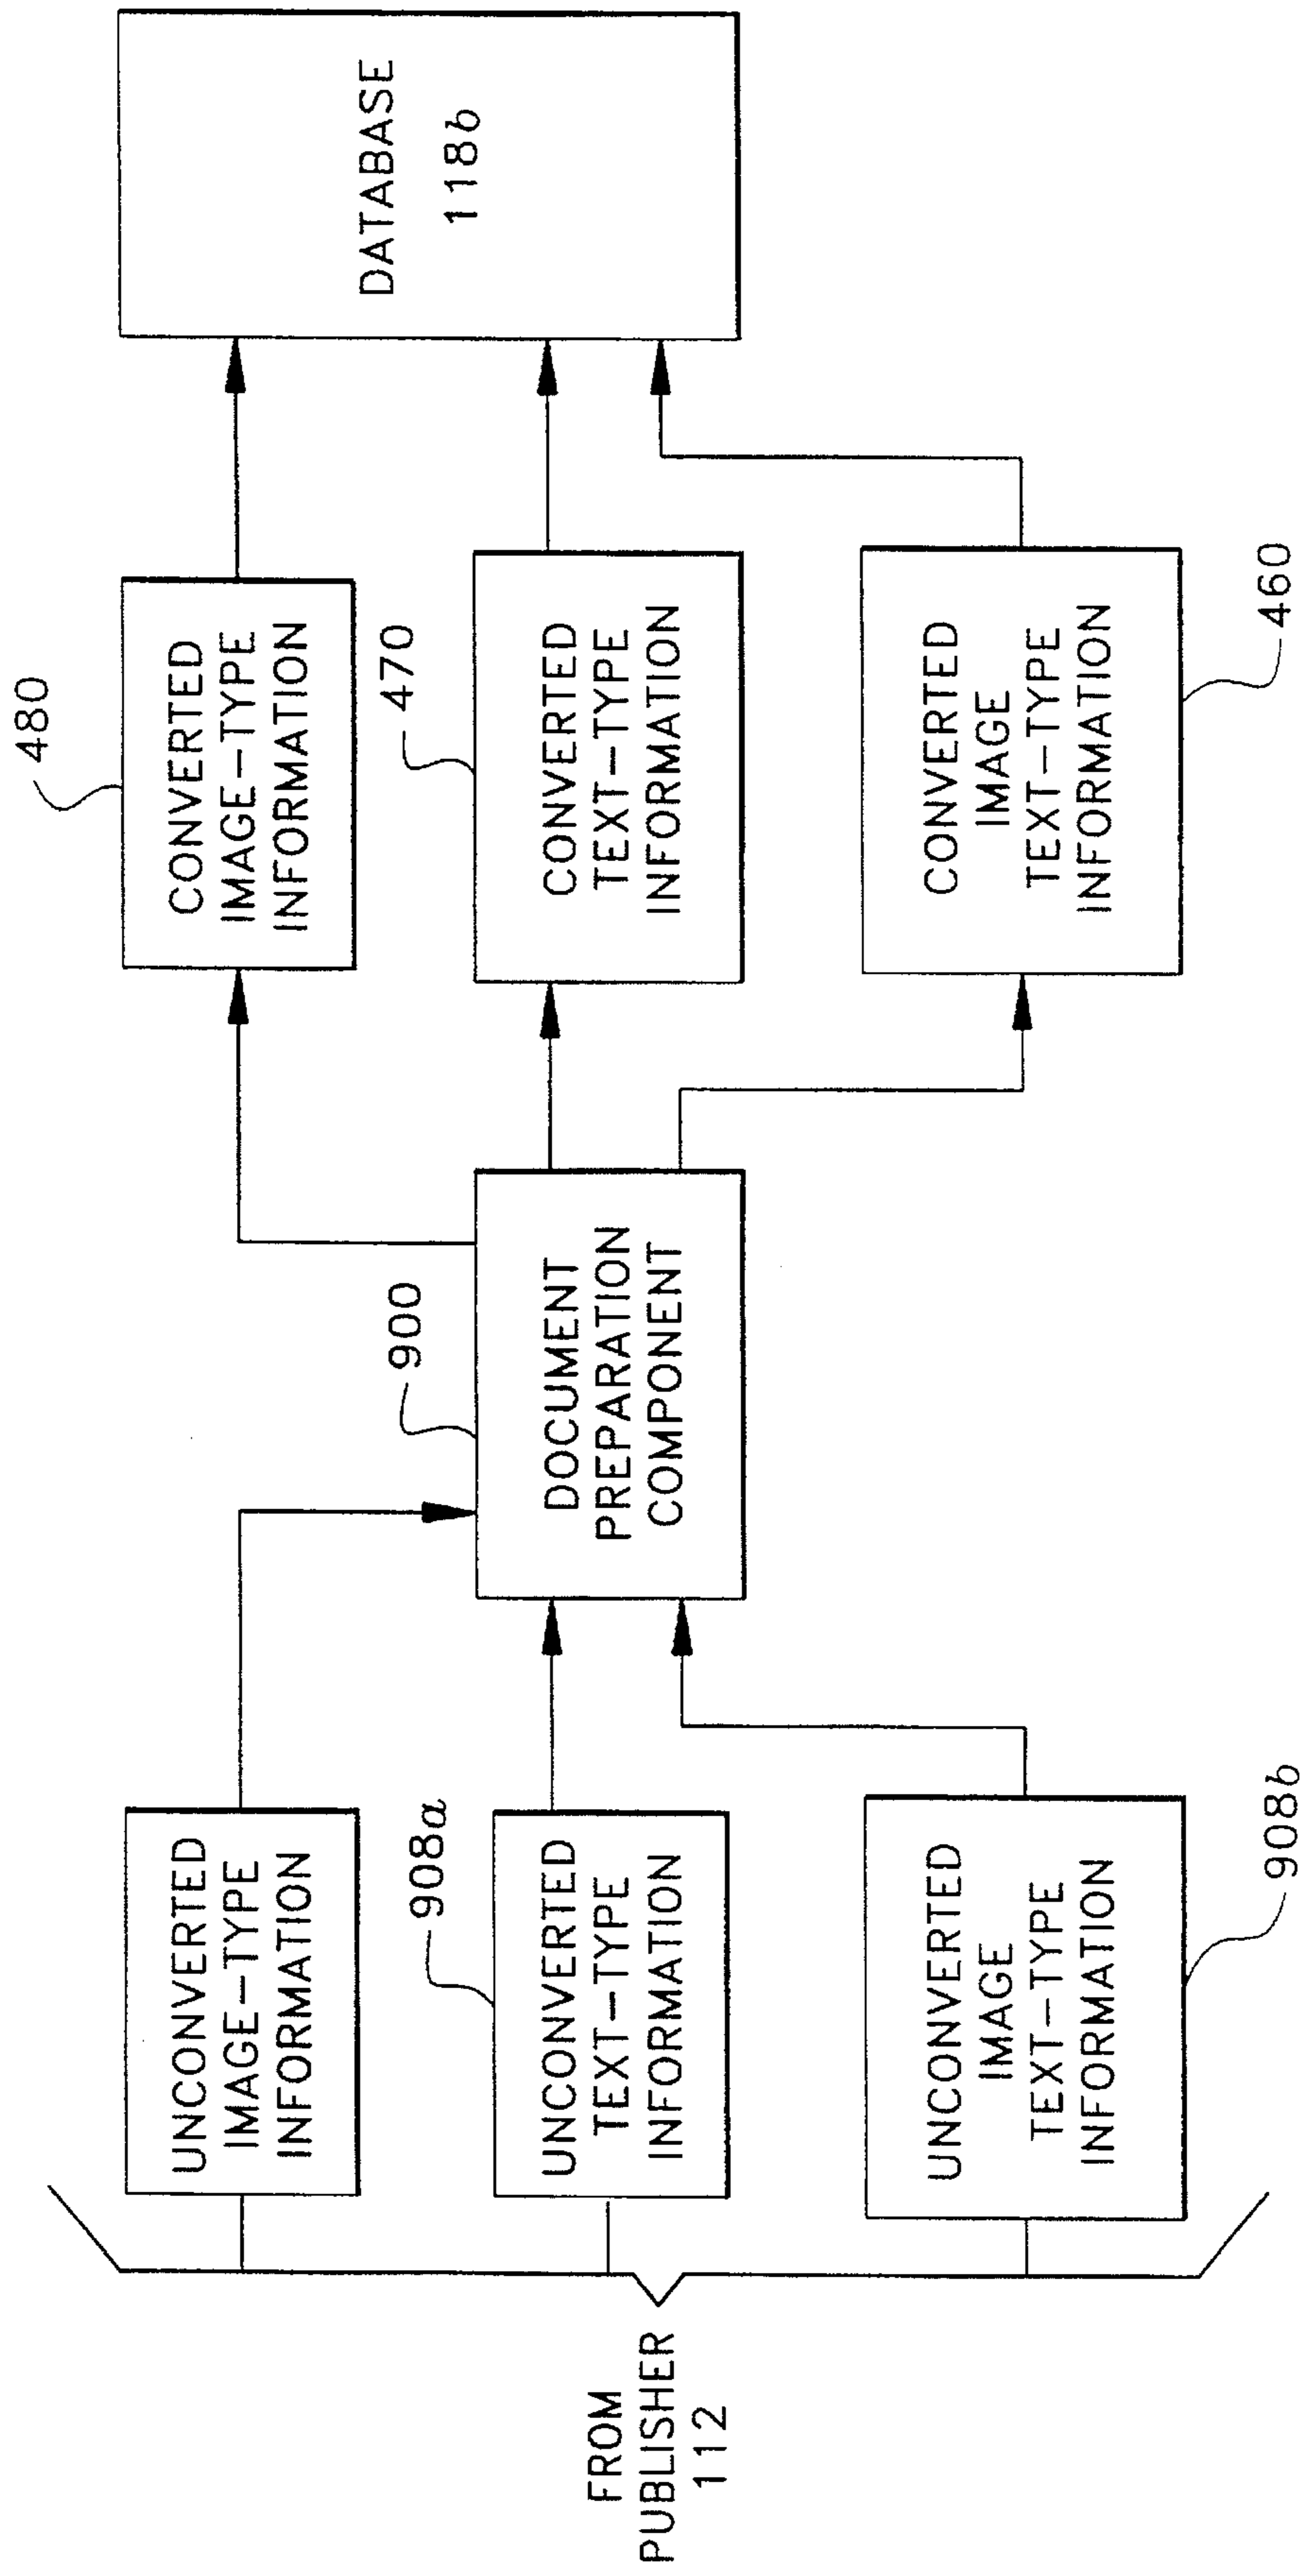 FROM
PUBLISHER
112
UNCONVERTED
IMAGE-TYPE
INFORMATION
908a
UNCONVERTED
TEXT-TYPE
INFORMATION
UNCONVERTED
IMAGE
TEXT-TYPE
INFORMATION
908b
900
DOCUMENT
PREPARATION
COMPONENT
480
CONVERTED
IMAGE-TYPE
INFORMATION
470
CONVERTED
TEXT-TYPE
INFORMATION
CONVERTED
IMAGE
TEXT-TYPE
INFORMATION
460
DATABASE
118b